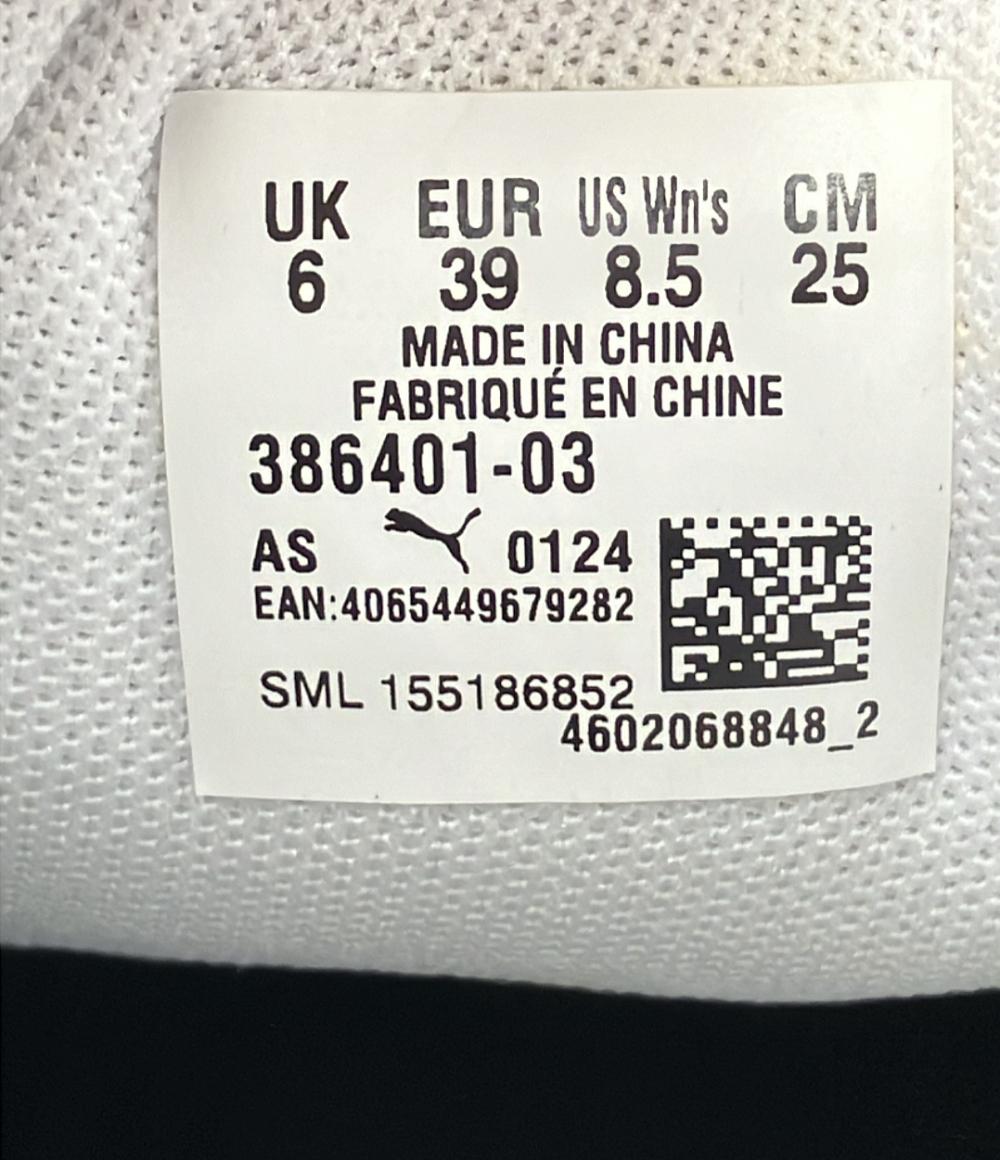 UK EUR US Wn's CM
6 39 8.5 25
MADE IN CHINA
FABRIQUÉ EN CHINE
386401-03
AS 0124
EAN:4065449679282
SML 155186852
4602068848_2